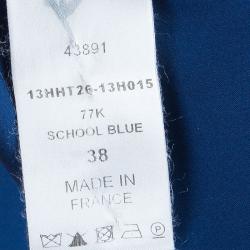 43891
13HHT26-13H015
77K
SCHOOL BLUE
38
MADE IN
FRANCE